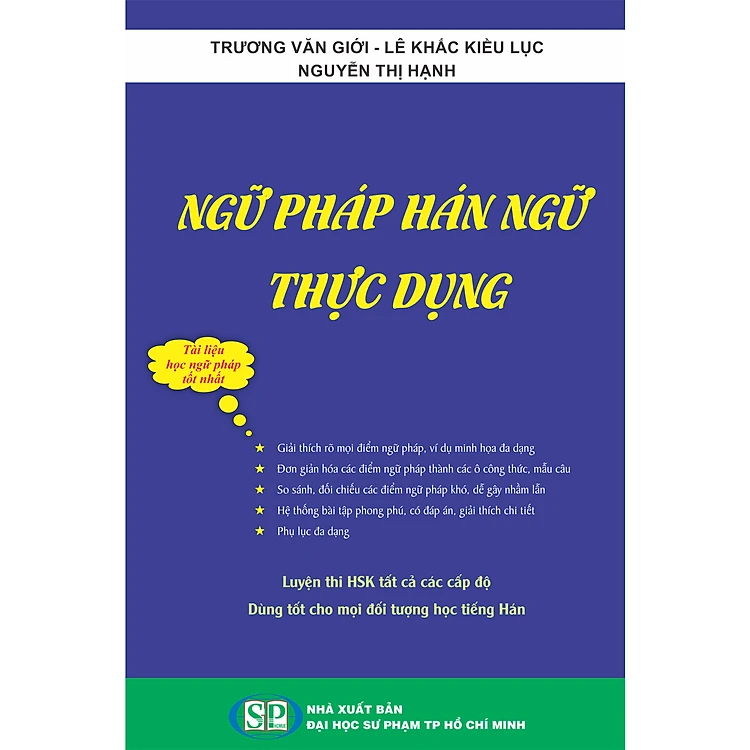 TRƯƠNG VĂN GIỚI - LÊ KHẮC KIỀU LỤC
NGUYỄN THỊ HẠNH
NGỮ PHÁP HÁN NGỮ
THỰC DỤNG
Tài liệu
học ngữ pháp
tốt nhất
Giải thích rõ mọi điểm ngữ pháp, ví dụ minh họa đa dạng
Đơn giản hóa các điểm ngữ pháp thành các ô công thức, mẫu câu
So sánh, đối chiếu các điểm ngữ pháp khó, dễ gây nhầm lẫn
Hệ thống bài tập phong phú, có đáp án, giải thích chi tiết
Phụ lục đa dạng
Luyện thi HSK tất cả các cấp độ
Dùng tốt cho mọi đối tượng học tiếng Hán
SP
HCMUE
NHÀ XUẤT BẢN
ĐẠI HỌC SƯ PHẠM TP HỒ CHÍ MINH